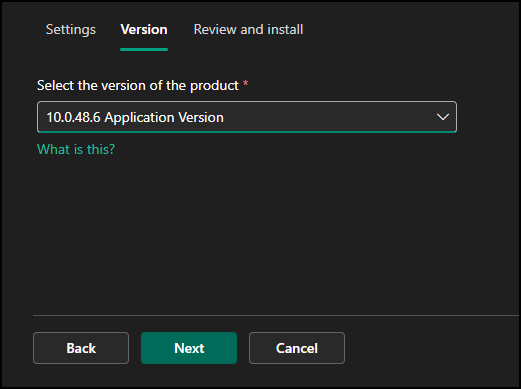 Settings Version Review and install
Select the version of the product *
10.0.48.6 Application Version
What is this?
Back Next Cancel